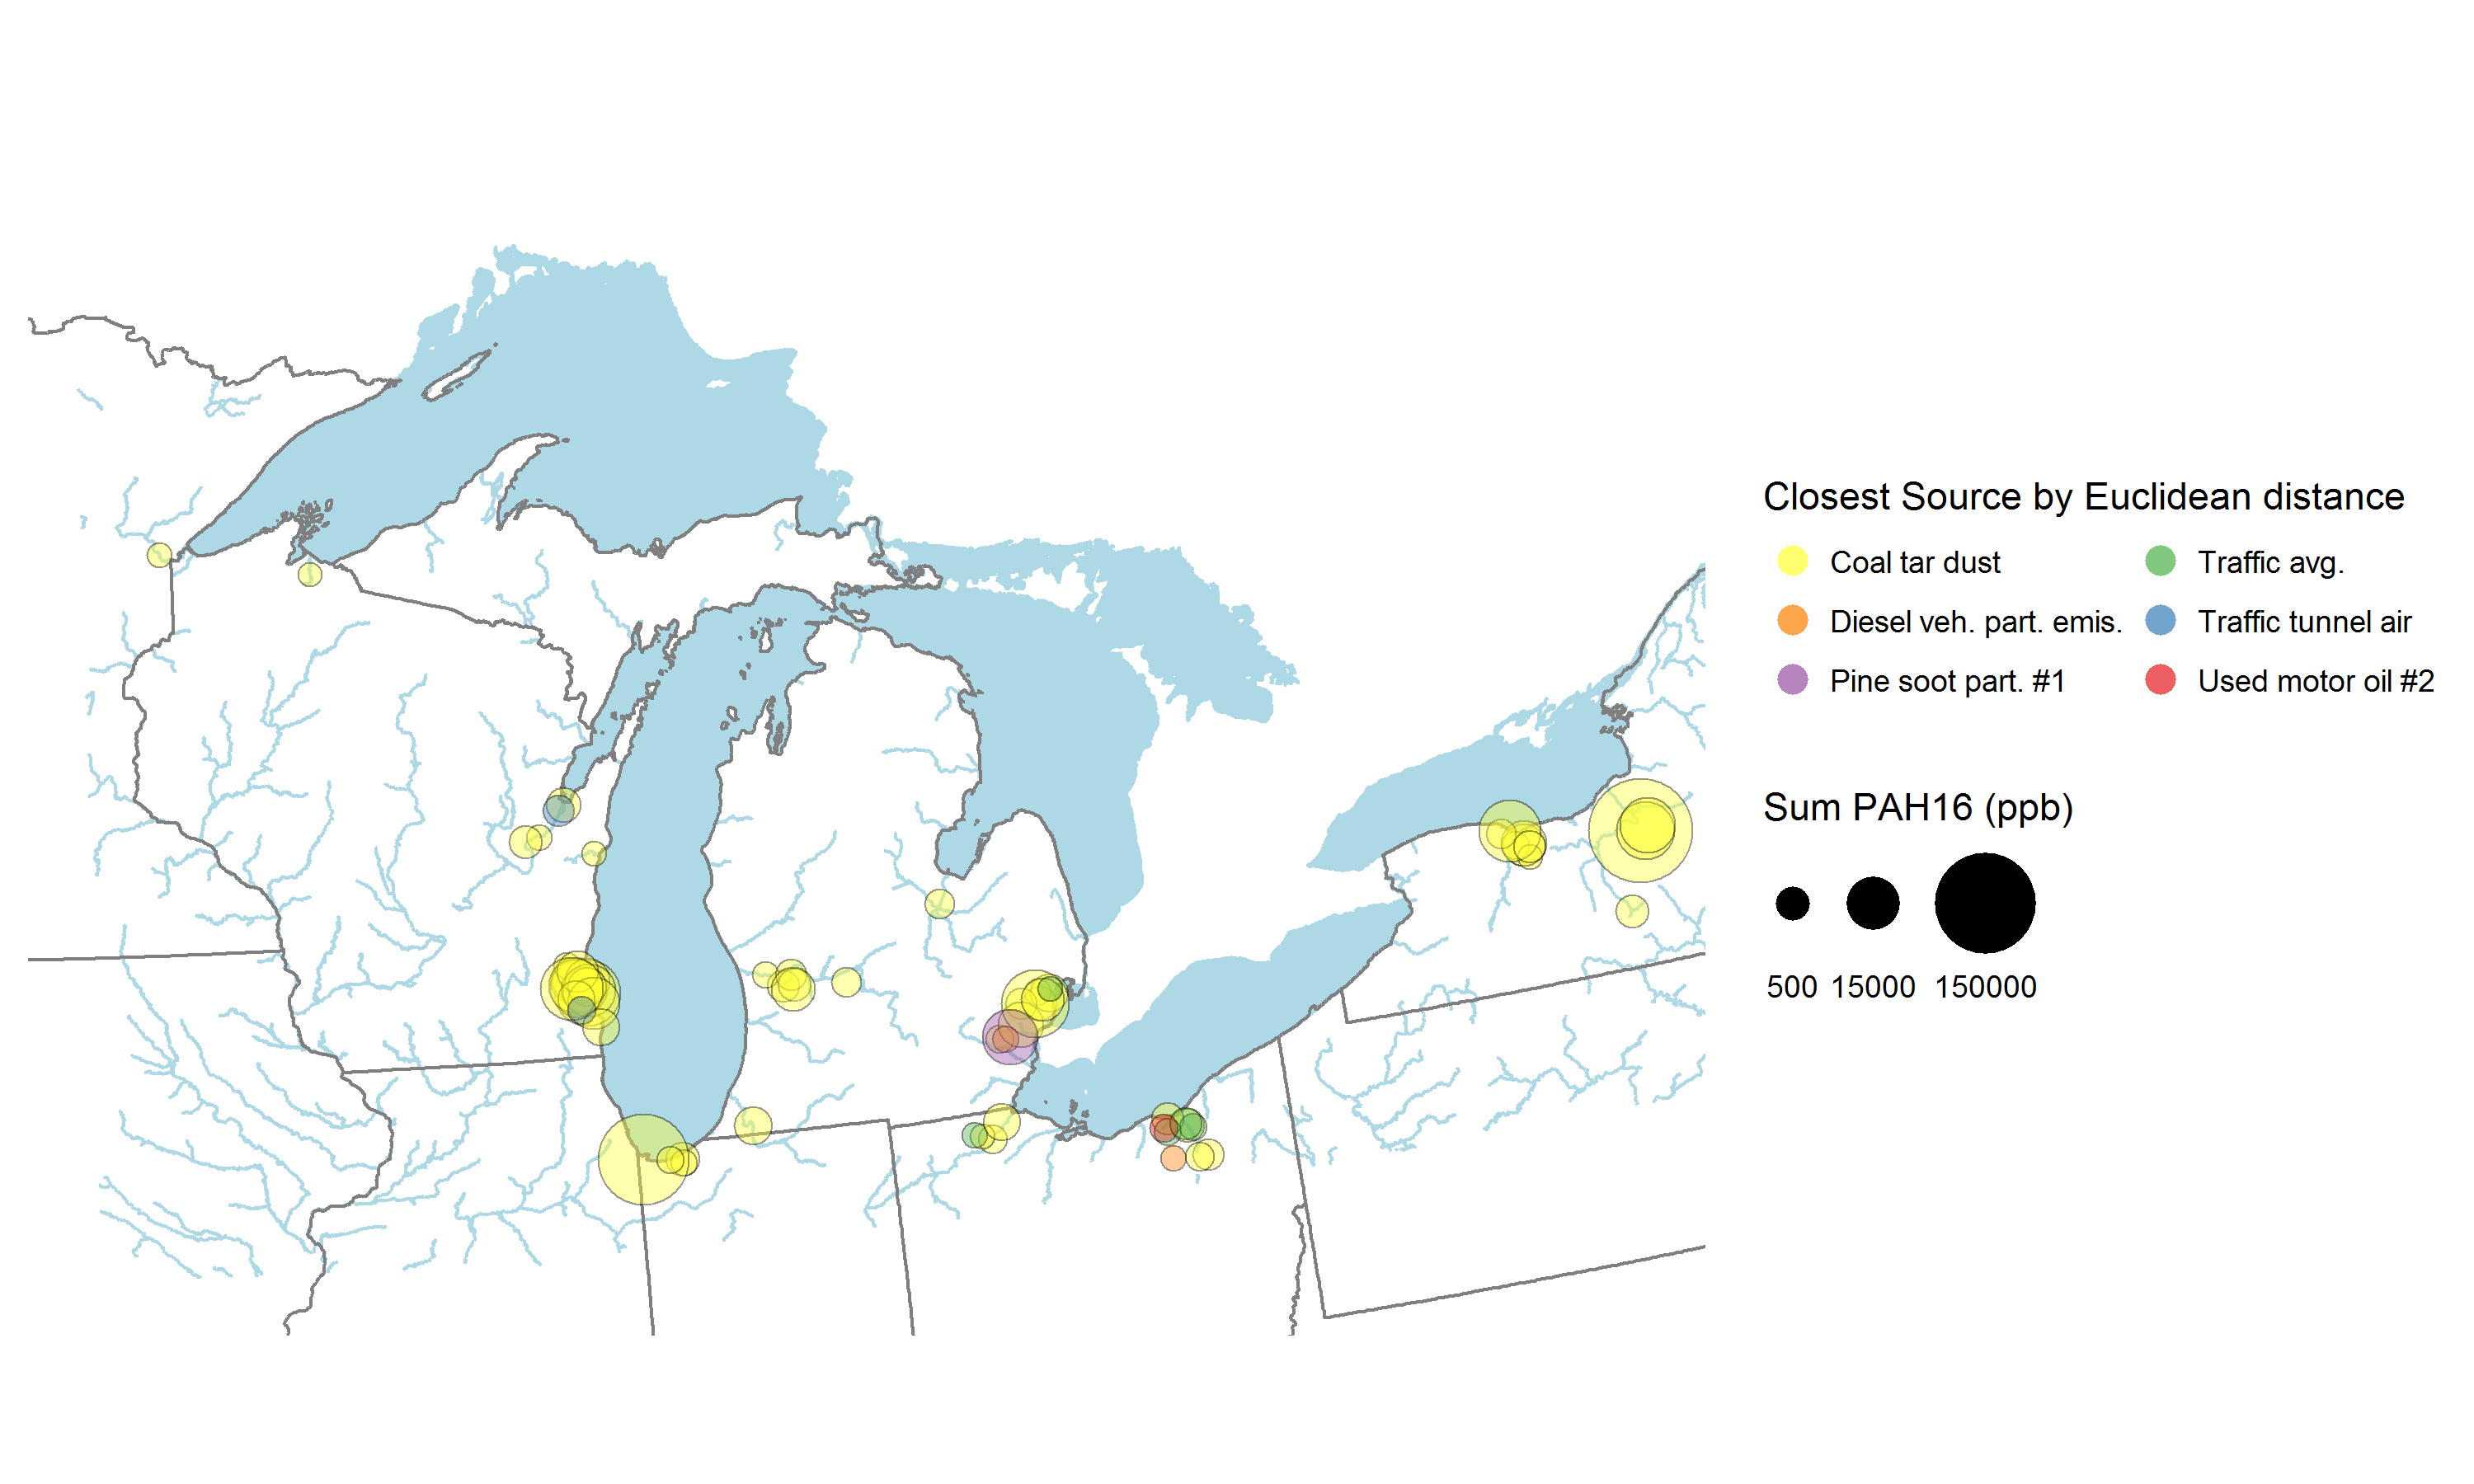 Closest Source by Euclidean distance
Coal tar dust
Traffic avg.
Diesel veh. part. emis.
Traffic tunnel air
Pine soot part. #1
Used motor oil #2
Sum PAH16 (ppb)
500 15000 150000